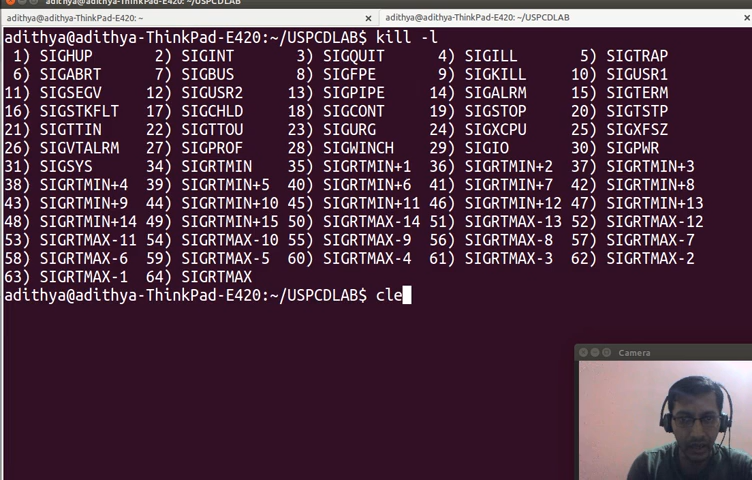 adithya@adithya-ThinkPad-E420: ~/USPCDLAB
adithya@adithya-ThinkPad-E420: ~ × adithya@adithya-ThinkPad-E420: ~/USPCDLAB ×
adithya@adithya-ThinkPad-E420:~/USPCDLAB$ kill -l
1) SIGHUP 2) SIGINT 3) SIGQUIT 4) SIGILL 5) SIGTRAP
6) SIGABRT 7) SIGBUS 8) SIGFPE 9) SIGKILL 10) SIGUSR1
11) SIGSEGV 12) SIGUSR2 13) SIGPIPE 14) SIGALRM 15) SIGTERM
16) SIGSTKFLT 17) SIGCHLD 18) SIGCONT 19) SIGSTOP 20) SIGTSTP
21) SIGTTIN 22) SIGTTOU 23) SIGURG 24) SIGXCPU 25) SIGXFSZ
26) SIGVTALRM 27) SIGPROF 28) SIGWINCH 29) SIGIO 30) SIGPWR
31) SIGSYS 34) SIGRTMIN 35) SIGRTMIN+1 36) SIGRTMIN+2 37) SIGRTMIN+3
38) SIGRTMIN+4 39) SIGRTMIN+5 40) SIGRTMIN+6 41) SIGRTMIN+7 42) SIGRTMIN+8
43) SIGRTMIN+9 44) SIGRTMIN+10 45) SIGRTMIN+11 46) SIGRTMIN+12 47) SIGRTMIN+13
48) SIGRTMIN+14 49) SIGRTMIN+15 50) SIGRTMAX-14 51) SIGRTMAX-13 52) SIGRTMAX-12
53) SIGRTMAX-11 54) SIGRTMAX-10 55) SIGRTMAX-9 56) SIGRTMAX-8 57) SIGRTMAX-7
58) SIGRTMAX-6 59) SIGRTMAX-5 60) SIGRTMAX-4 61) SIGRTMAX-3 62) SIGRTMAX-2
63) SIGRTMAX-1 64) SIGRTMAX
adithya@adithya-ThinkPad-E420:~/USPCDLAB$ cle
Camera